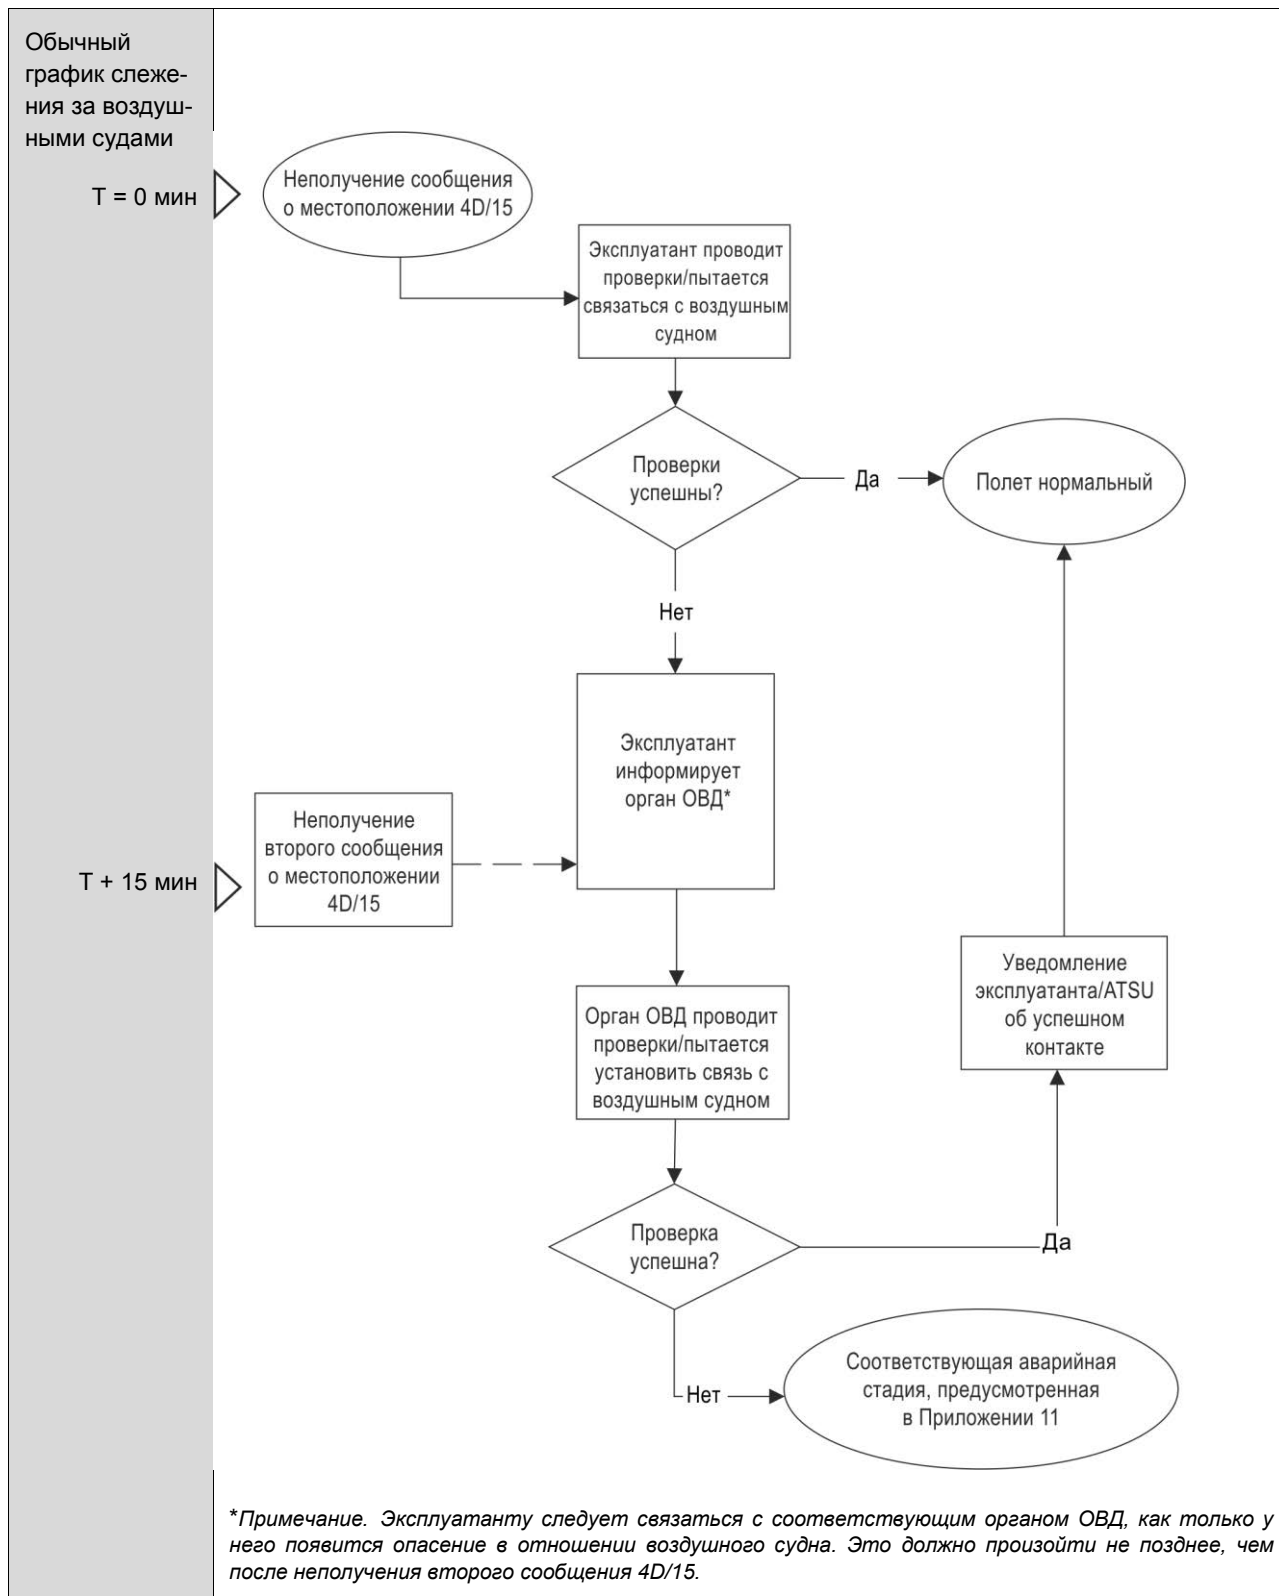 Обычный
график слеже-
ния за воздуш-
ными судами
T = 0 мин
Неполучение сообщения
о местоположении 4D/15
Эксплуатант проводит
проверки/пытается
связаться с воздушным
судном
Проверки
успешны?
Да
Полет нормальный
Нет
Эксплуатант
информирует
орган ОВД*
T + 15 мин
Неполучение
второго сообщения
о местоположении
4D/15
Орган ОВД проводит
проверки/пытается
установить связь с
воздушным судном
Уведомление
эксплуатанта/ATSU
об успешном
контакте
Проверка
успешна?
Да
Нет
Соответствующая аварийная
стадия, предусмотренная
в Приложении 11
*Примечание. Эксплуатанту следует связаться с соответствующим органом ОВД, как только у
него появится опасение в отношении воздушного судна. Это должно произойти не позднее, чем
после неполучения второго сообщения 4D/15.